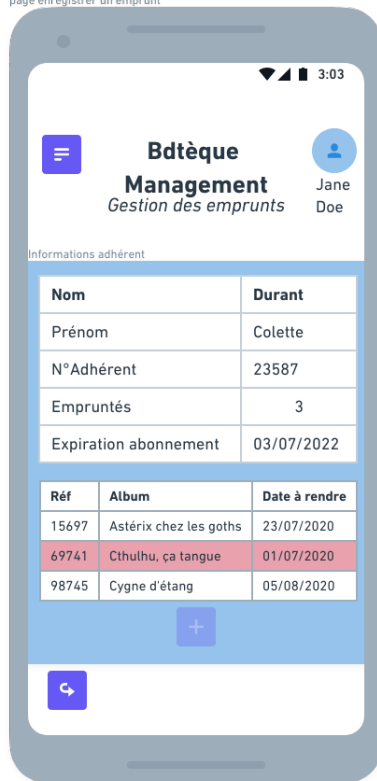 page enregistrer un emprunt
3:03
Bdtèque
Management
Gestion des emprunts
Jane
Doe
Informations adhérent
Nom Durant
Prénom Colette
N°Adhérent 23587
Empruntés 3
Expiration abonnement 03/07/2022
Réf Album Date à rendre
15697 Astérix chez les goths 23/07/2020
69741 Cthulhu, ça tangue 01/07/2020
98745 Cygne d'étang 05/08/2020